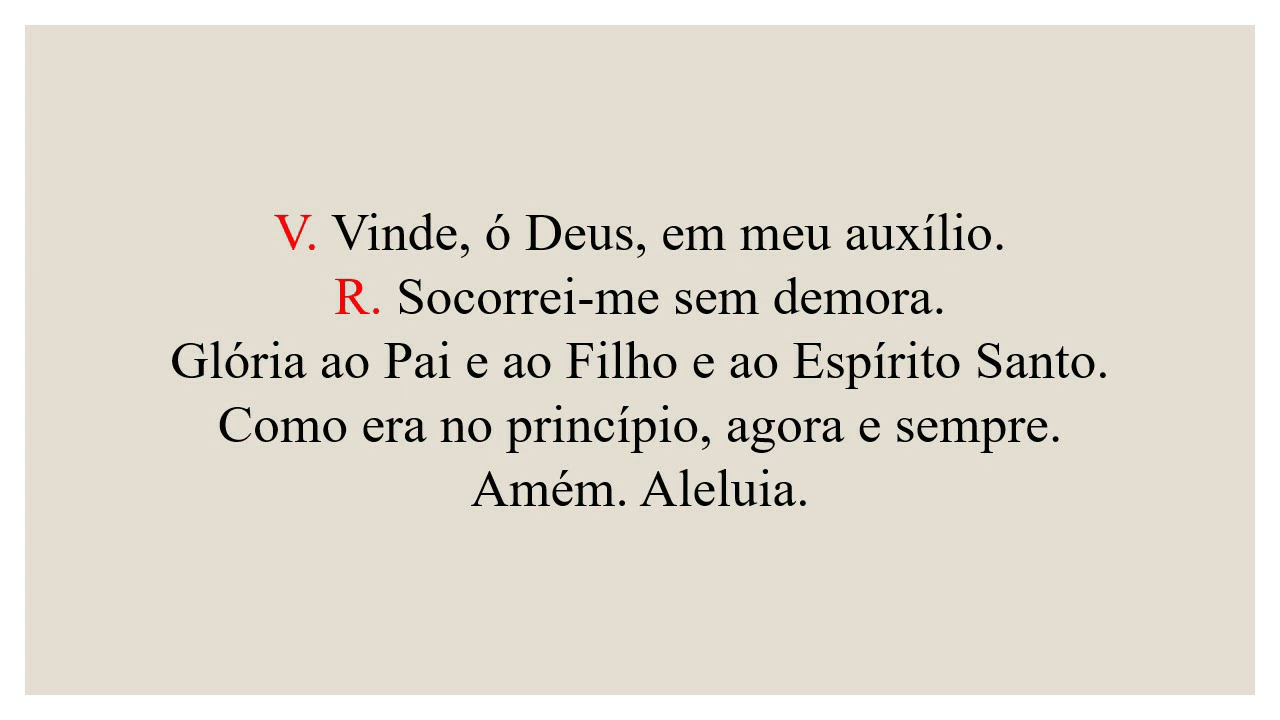 V. Vinde, ó Deus, em meu auxílio.
R. Socorrei-me sem demora.
Glória ao Pai e ao Filho e ao Espírito Santo.
Como era no princípio, agora e sempre.
Amém. Aleluia.